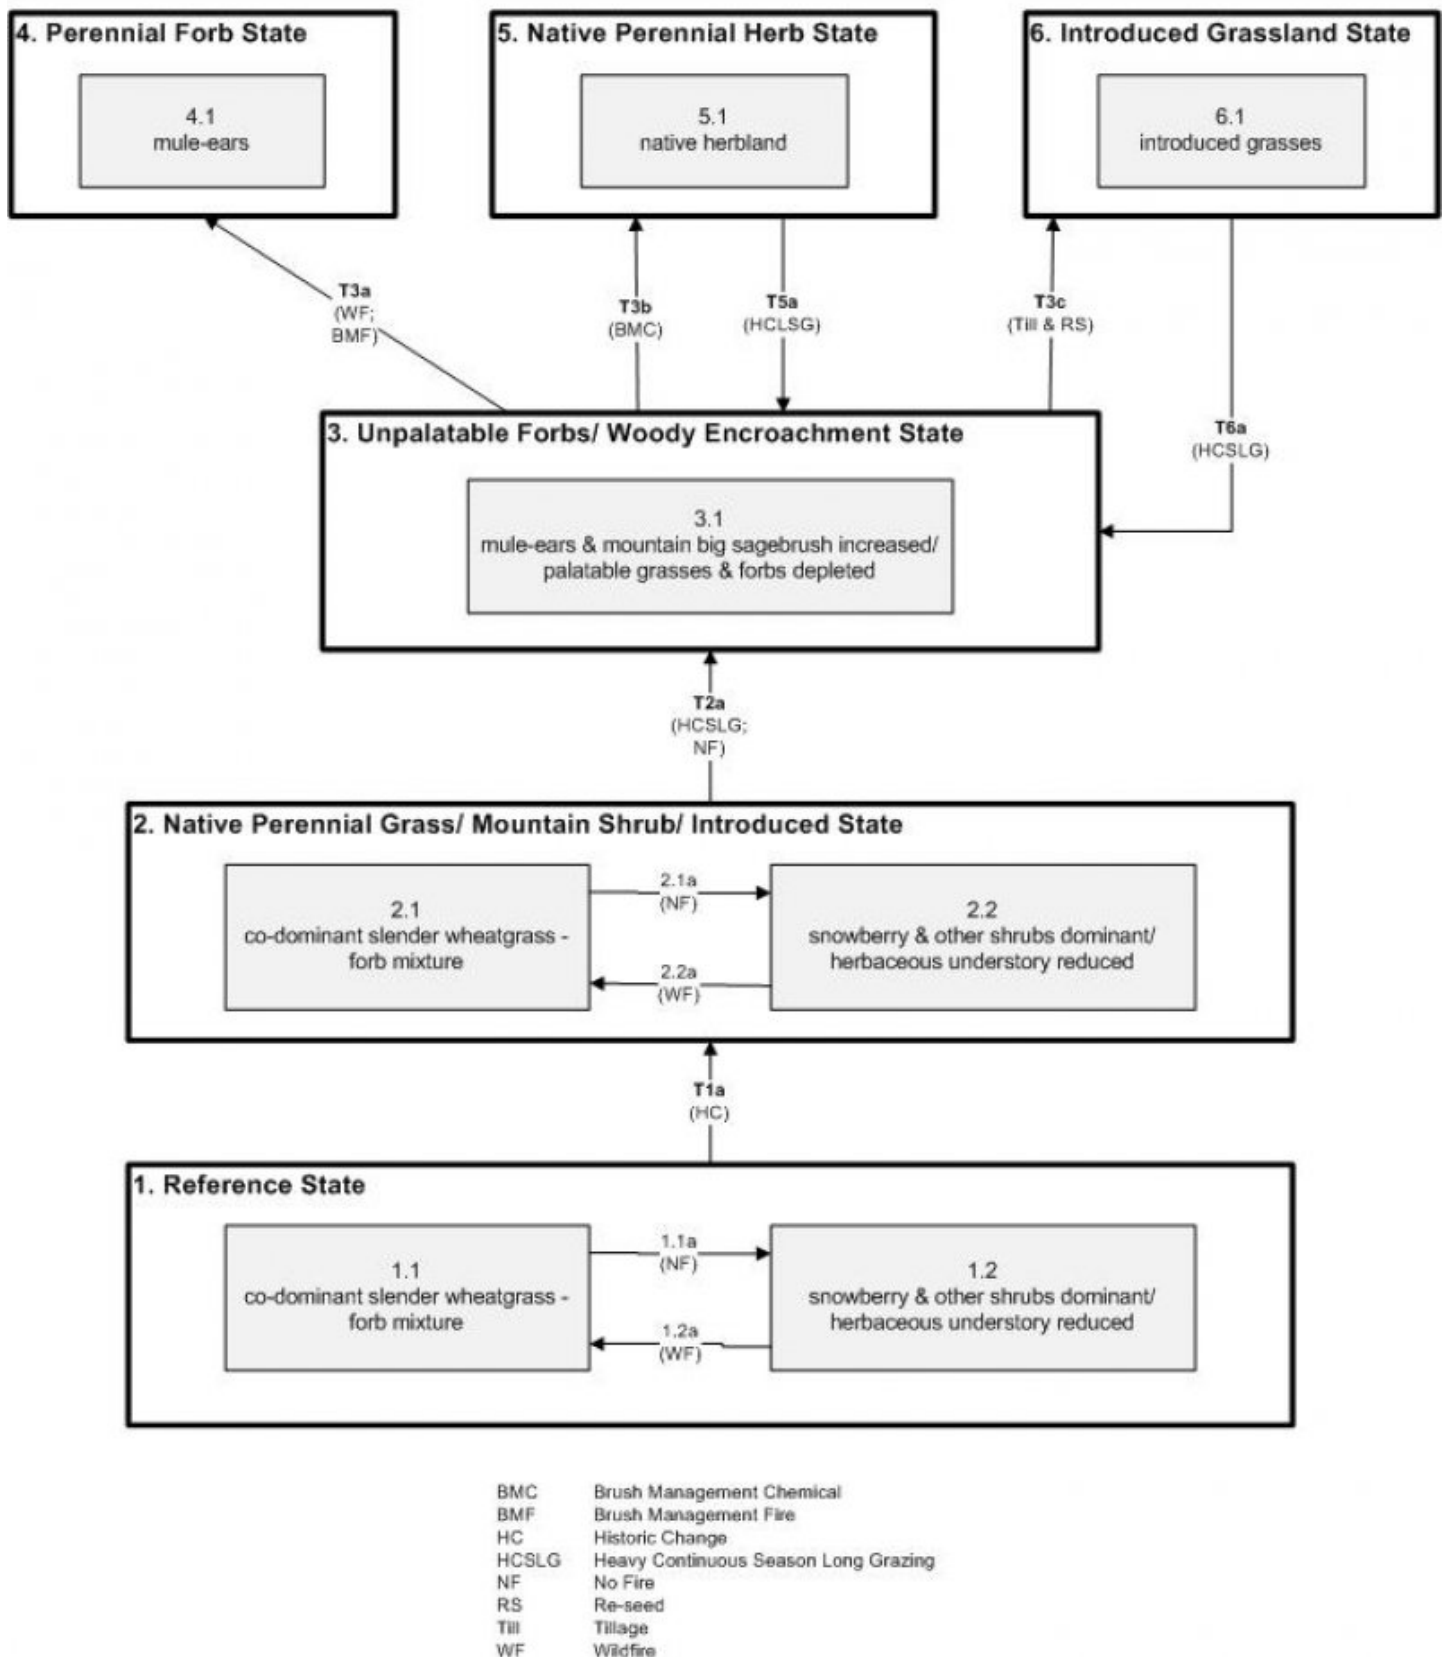 4. Perennial Forb State
4.1
mule-ears
5. Native Perennial Herb State
5.1
native herbland
6. Introduced Grassland State
6.1
introduced grasses
T3a
(WF;
BMF)
T3b
(BMC)
T5a
(HCLSG)
T3c
(Till & RS)
T6a
(HCSLG)
3. Unpalatable Forbs/ Woody Encroachment State
3.1
mule-ears & mountain big sagebrush increased/
palatable grasses & forbs depleted
T2a
(HCSLG;
NF)
2. Native Perennial Grass/ Mountain Shrub/ Introduced State
2.1
co-dominant slender wheatgrass -
forb mixture
2.1a
(NF)
2.2a
(WF)
2.2
snowberry & other shrubs dominant/
herbaceous understory reduced
T1a
(HC)
1. Reference State
1.1
co-dominant slender wheatgrass -
forb mixture
1.1a
(NF)
1.2a
(WF)
1.2
snowberry & other shrubs dominant/
herbaceous understory reduced
BMC Brush Management Chemical
BMF Brush Management Fire
HC Historic Change
HCSLG Heavy Continuous Season Long Grazing
NF No Fire
RS Re-seed
Till Tillage
WF Wildfire